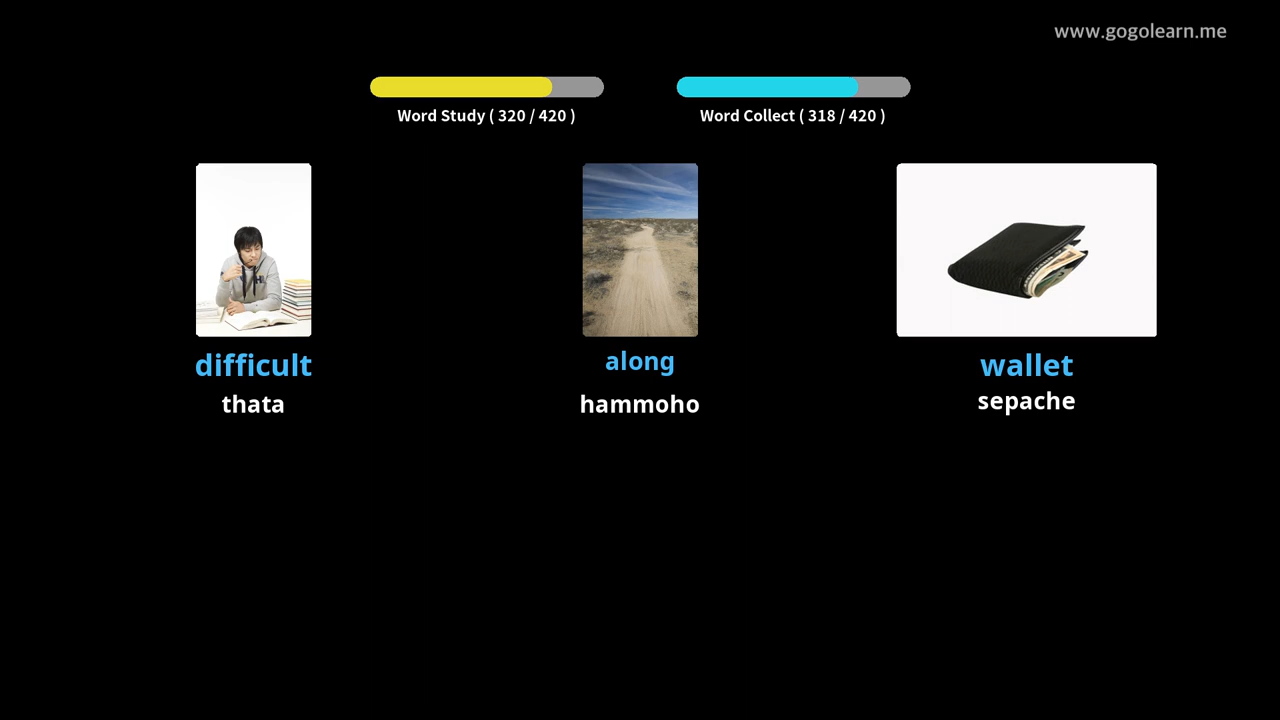 www.gogolearn.me
Word Study ( 320 / 420 )
Word Collect ( 318 / 420 )
difficult
thata
along
hammoho
wallet
sepache